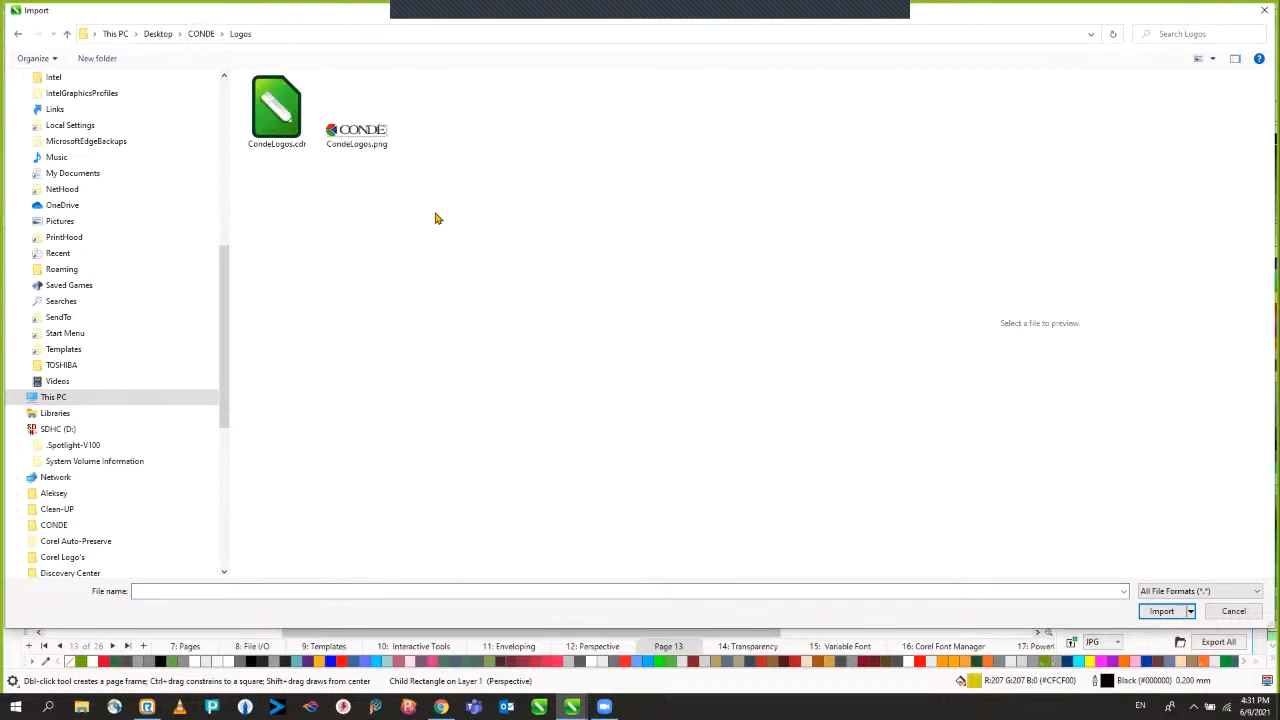 Import
This PC
Desktop
CONDE
Logos
Search Logos
Organize
New folder
Intel
IntelGraphicsProfiles
Links
Local Settings
MicrosoftEdgeBackups
Music
My Documents
NetHood
OneDrive
Pictures
PrintHood
Recent
Roaming
Saved Games
Searches
SendTo
Start Menu
Templates
TOSHIBA
Videos
This PC
Libraries
SDHC (D:)
.Spotlight-V100
System Volume Information
Network
Aleksey
Clean-UP
CONDE
Corel Auto-Preserve
Corel Logo's
Discovery Center
CONDÉ
CondeLogos.cdr
CondeLogos.png
Select a file to preview.
File name:
All File Formats (*.*)
Import
Cancel
13 of 26
7: Pages
8: File I/O
9: Templates
10: Interactive Tools
11: Enveloping
12: Perspective
Page 13
14: Transparency
15: Variable Font
16: Corel Font Manager
17: Power
JPG
Export All
Dbl-click tool creates a page frame; Ctrl+drag constrains to a square; Shift+drag draws from center
Child Rectangle on Layer 1 (Perspective)
R:207 G:207 B:0 (#CFCF00)
Black (#000000) 0.200 mm
EN
4:31 PM
6/9/2021